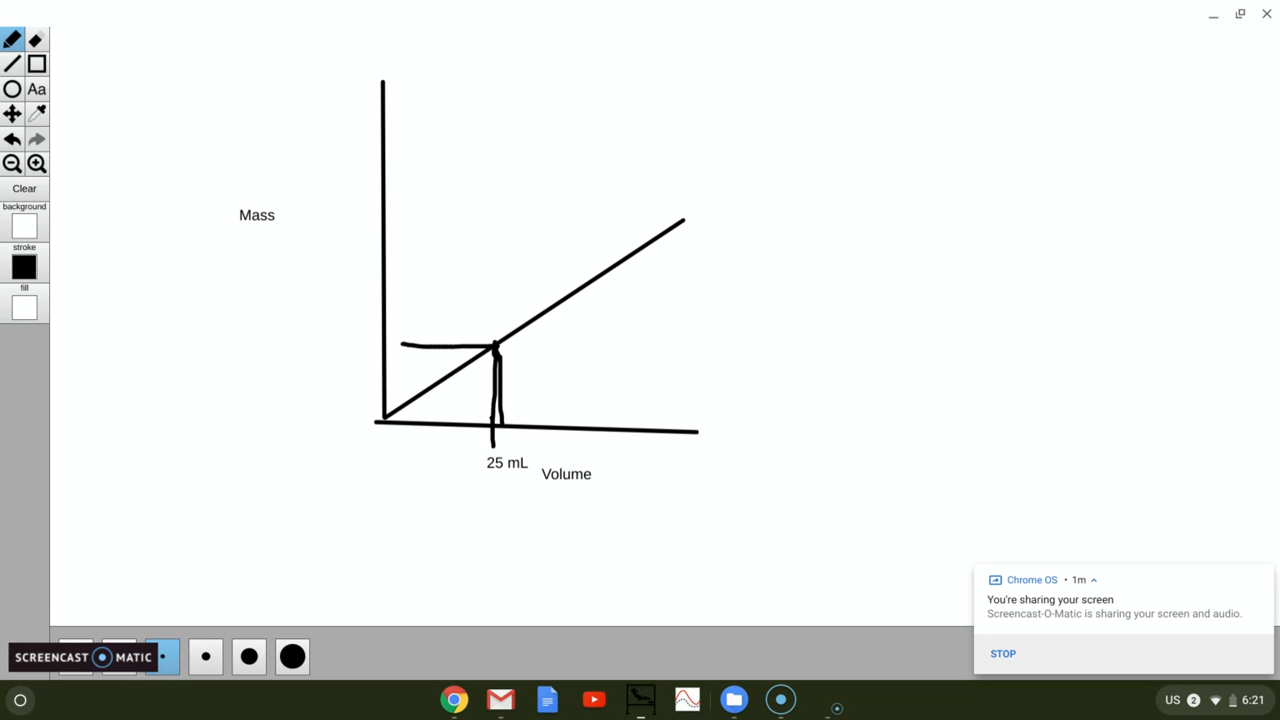 Aa
Clear
background
stroke
fill
Mass
25 mL
Volume
Chrome OS • 1m
You're sharing your screen
Screencast-O-Matic is sharing your screen and audio.
STOP
SCREENCAST MATIC
US 2 6:21